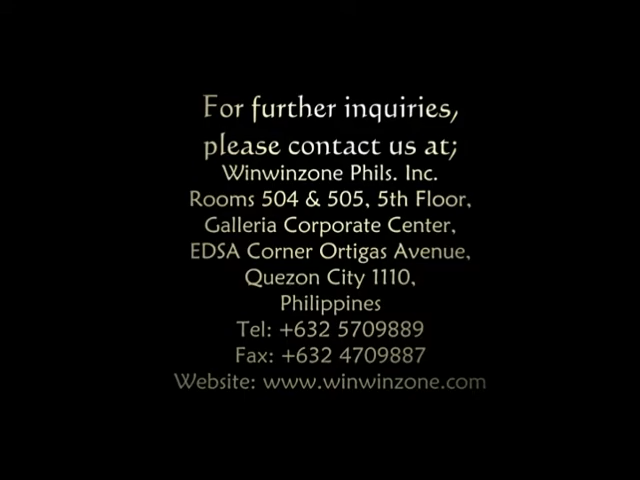 For further inquiries,
please contact us at;
Winwinzone Phils. Inc.
Rooms 504 & 505, 5th Floor,
Galleria Corporate Center,
EDSA Corner Ortigas Avenue,
Quezon City 1110,
Philippines
Tel: +632 5709889
Fax: +632 4709887
Website: www.winwinzone.com